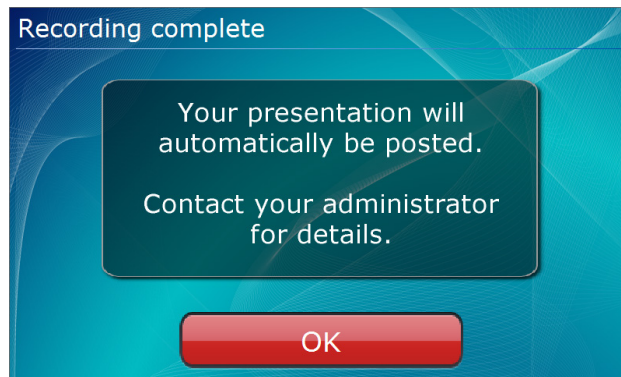 Recording complete
Your presentation will
automatically be posted.
Contact your administrator
for details.
OK